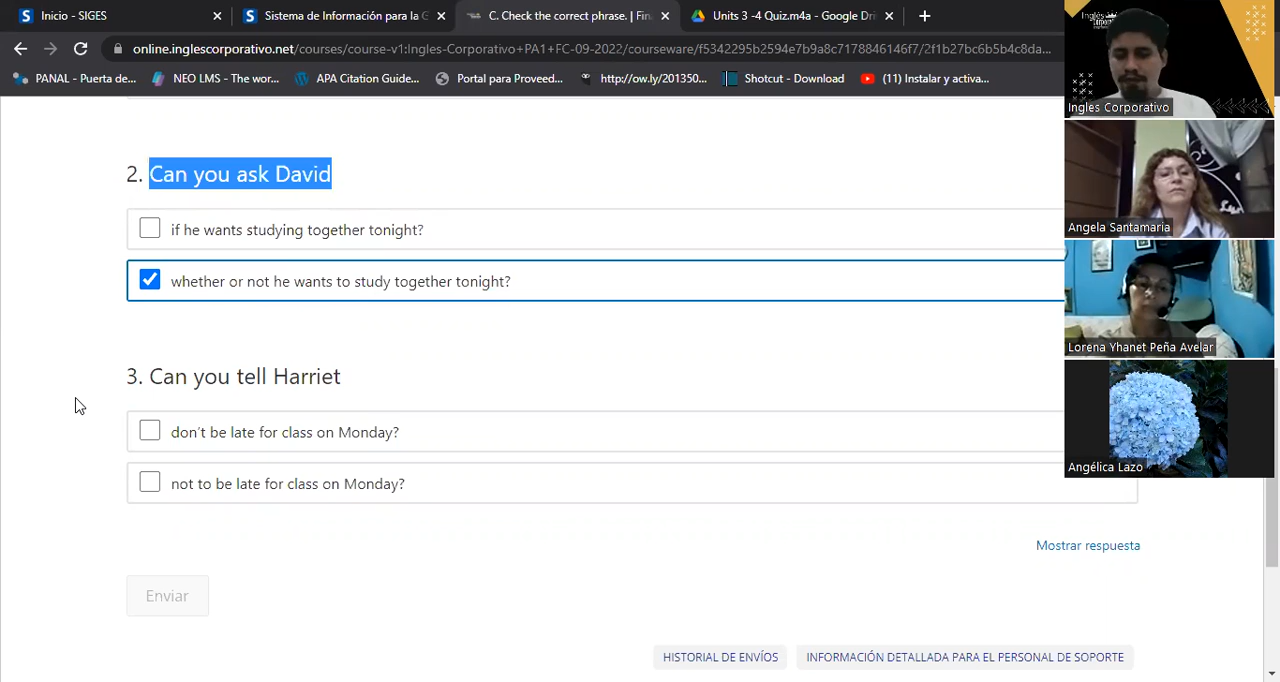 Inicio - SIGES
Sistema de Información para la G
C. Check the correct phrase. | Fin
Units 3 -4 Quiz.m4a - Google Dri
online.inglescorporativo.net/courses/course-v1:Ingles-Corporativo+PA1+FC-09-2022/courseware/f5342295b2594e7b9a8c7178846146f7/2f1b27bc6b5b4c8da...
PANAL - Puerta de...
NEO LMS - The wor...
APA Citation Guide...
Portal para Proveed...
http://ow.ly/201350...
Shotcut - Download
(11) Instalar y activa...
2. Can you ask David
if he wants studying together tonight?
whether or not he wants to study together tonight?
3. Can you tell Harriet
don't be late for class on Monday?
not to be late for class on Monday?
Mostrar respuesta
Enviar
HISTORIAL DE ENVÍOS
INFORMACIÓN DETALLADA PARA EL PERSONAL DE SOPORTE
Ingles Corporativo
Angela Santamaria
Lorena Yhanet Peña Avelar
Angélica Lazo